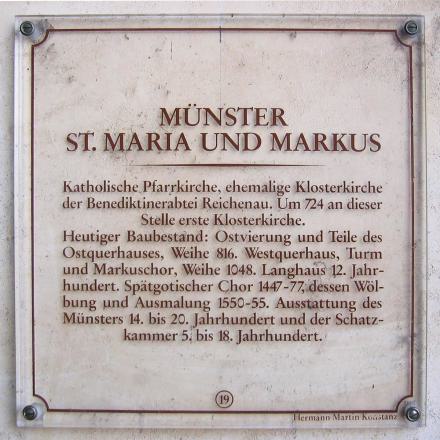 MÜNSTER
ST. MARIA UND MARKUS
Katholische Pfarrkirche, ehemalige Klosterkirche
der Benediktinerabtei Reichenau. Um 724 an dieser
Stelle erste Klosterkirche.
Heutiger Baubestand: Ostvierung und Teile des
Ostquerhauses, Weihe 816. Westquerhaus, Turm
und Markuschor, Weihe 1048. Langhaus 12. Jahr-
hundert. Spätgotischer Chor 1447-77, dessen Wöl-
bung und Ausmalung 1550-55. Ausstattung des
Münsters 14. bis 20. Jahrhundert und der Schatz-
kammer 5. bis 18. Jahrhundert.
19
Hermann Martin Konstanz